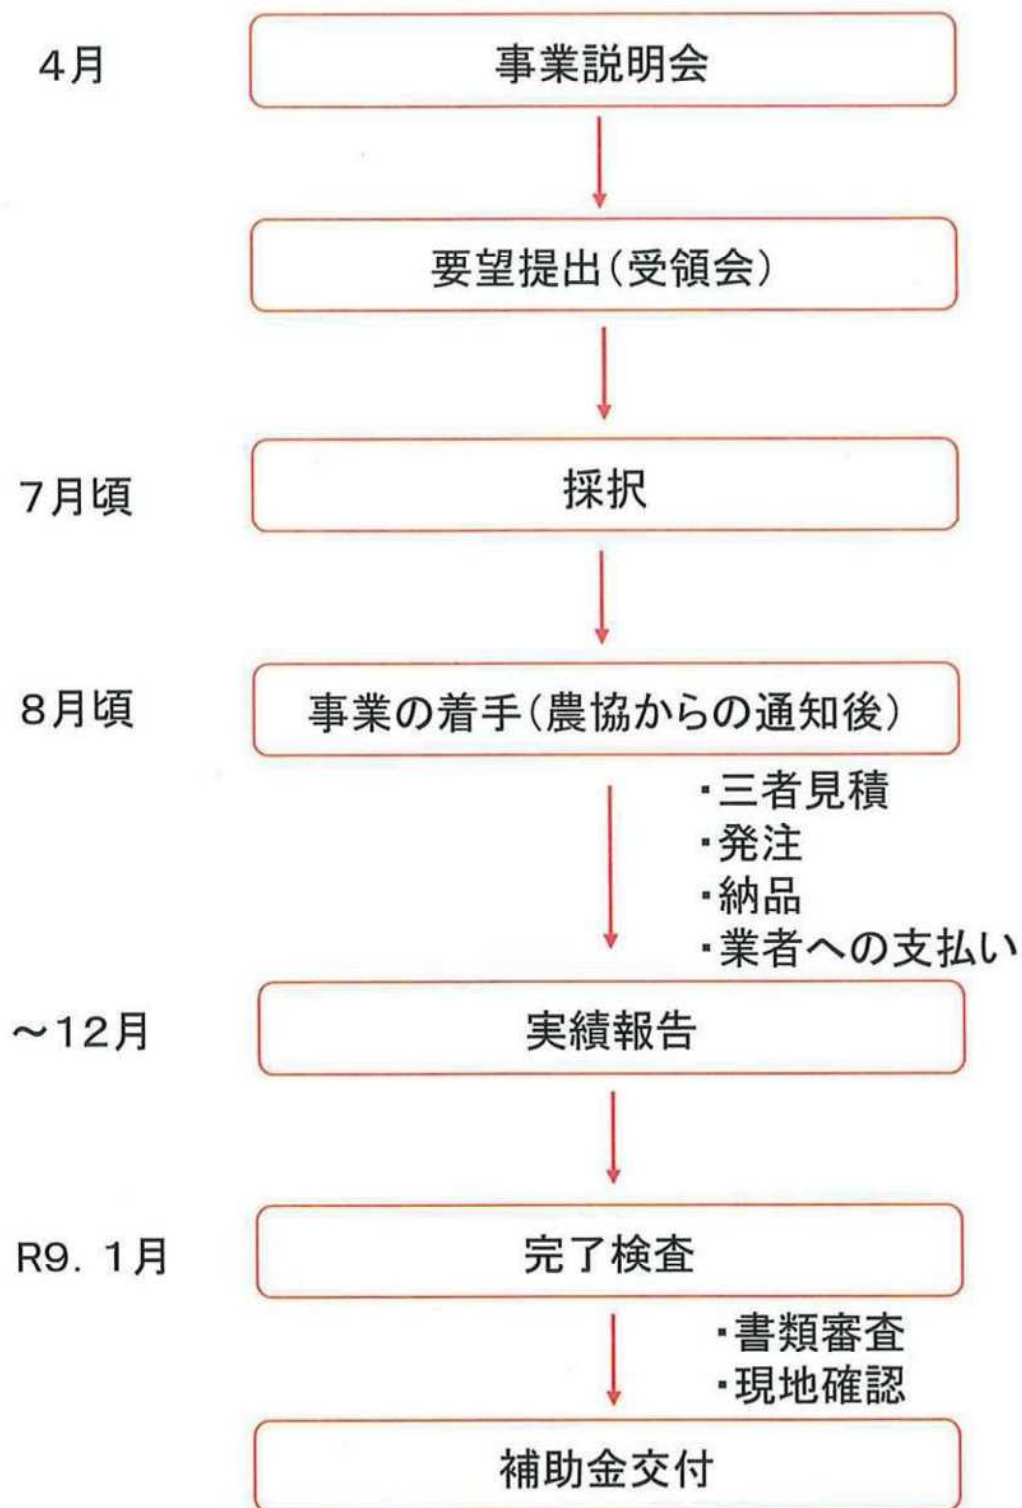 4月
事業説明会
要望提出(受領会)
7月頃
採択
8月頃
事業の着手(農協からの通知後)
・三者見積
・発注
・納品
・業者への支払い
~12月
実績報告
R9. 1月
完了検査
・書類審査
・現地確認
補助金交付